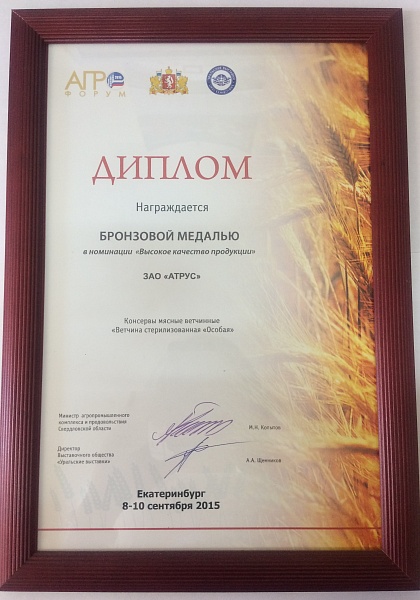 АГРО
ФОРУМ
ДИПЛОМ
Награждается
БРОНЗОВОЙ МЕДАЛЬЮ
в номинации «Высокое качество продукции»
ЗАО «АТРУС»
Консервы мясные ветчинные
«Ветчина стерилизованная «Особая»
Министр агропромышленного
комплекса и продовольствия
Свердловской области
М.Н. Копытов
Директор
Выставочного общества
«Уральские выставки»
А.А. Щенников
Екатеринбург
8-10 сентября 2015